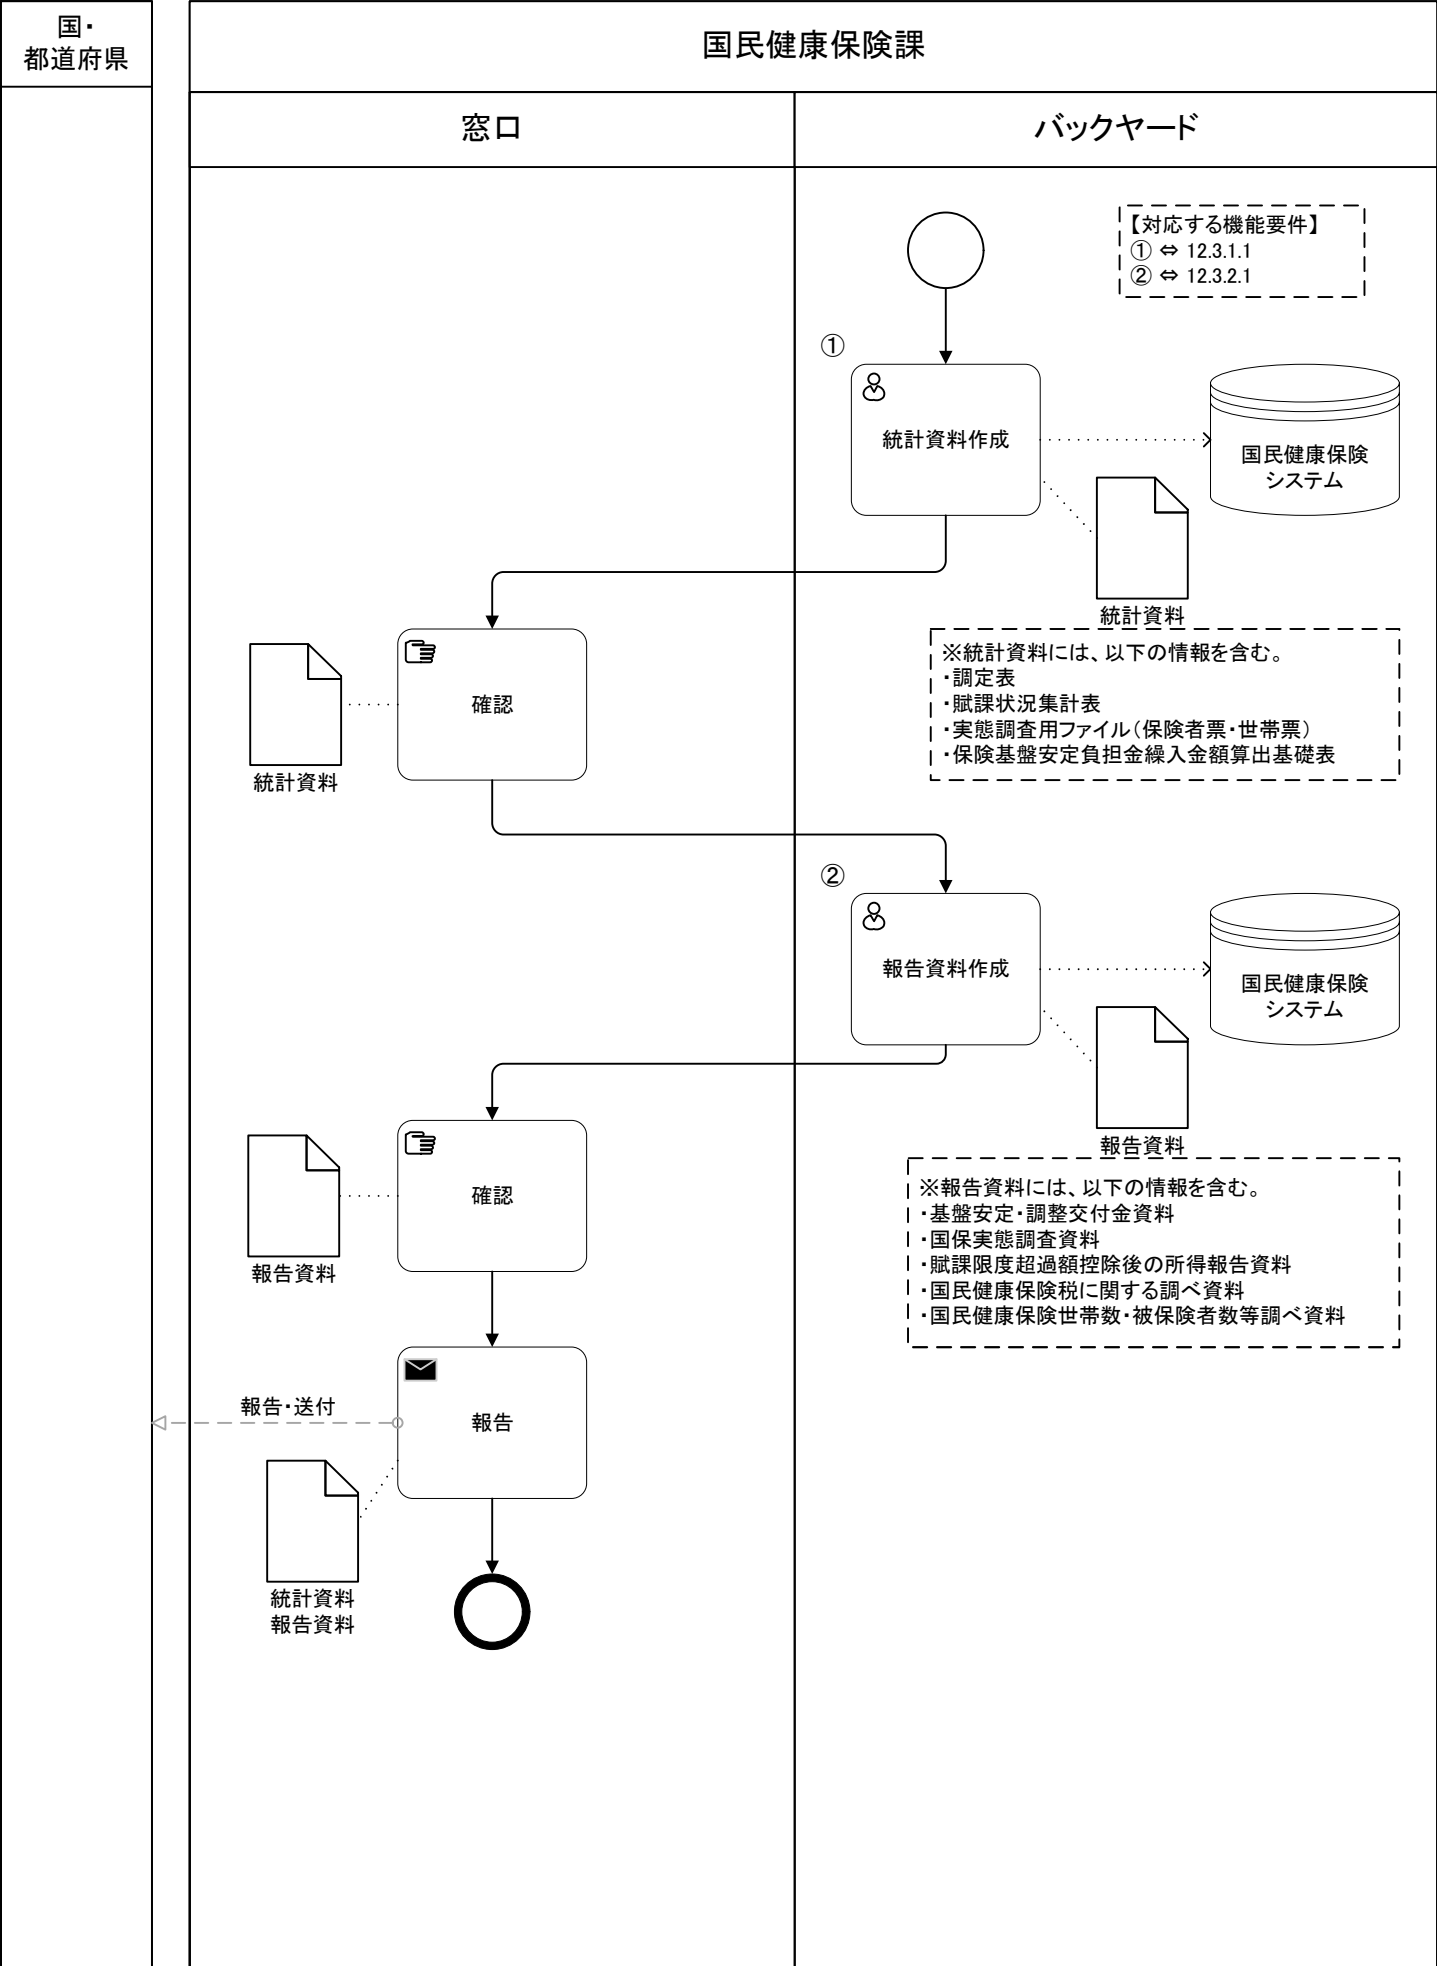 国・
都道府県
国民健康保険課
窓口
バックヤード
【対応する機能要件】
① ⇔ 12.3.1.1
② ⇔ 12.3.2.1
①
統計資料作成
国民健康保険
システム
統計資料
※統計資料には、以下の情報を含む。
・調定表
・賦課状況集計表
・実態調査用ファイル（保険者票・世帯票）
・保険基盤安定負担金繰入金額算出基礎表
確認
統計資料
②
報告資料作成
国民健康保険
システム
報告資料
※報告資料には、以下の情報を含む。
・基盤安定・調整交付金資料
・国保実態調査資料
・賦課限度超過額控除後の所得報告資料
・国民健康保険税に関する調べ資料
・国民健康保険世帯数・被保険者数等調べ資料
確認
報告資料
報告・送付
報告
統計資料
報告資料